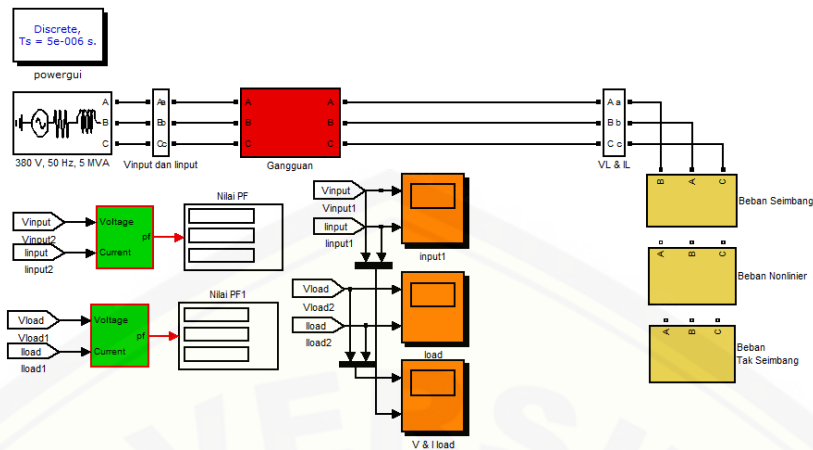 Discrete,
Ts = 5e-006 s.
powergui
A
B
C
380 V, 50 Hz, 5 MVA
Aa
Bb
Cc
Vinput dan Iinput
A
B
C
A
B
C
Gangguan
A a
B b
C c
VL & IL
B
A
C
Beban Seimbang
A
B
C
Beban Nonlinier
A
B
C
Beban
Tak Seimbang
Vinput
Vinput2
Iinput
Iinput2
Voltage
Current
pf
Nilai PF
Vinput
Vinput1
Iinput
Iinput1
input1
Vload
Vload1
Iload
Iload1
Voltage
Current
pf
Nilai PF1
Vload
Vload2
Iload
Iload2
load
V & I load
VERSI